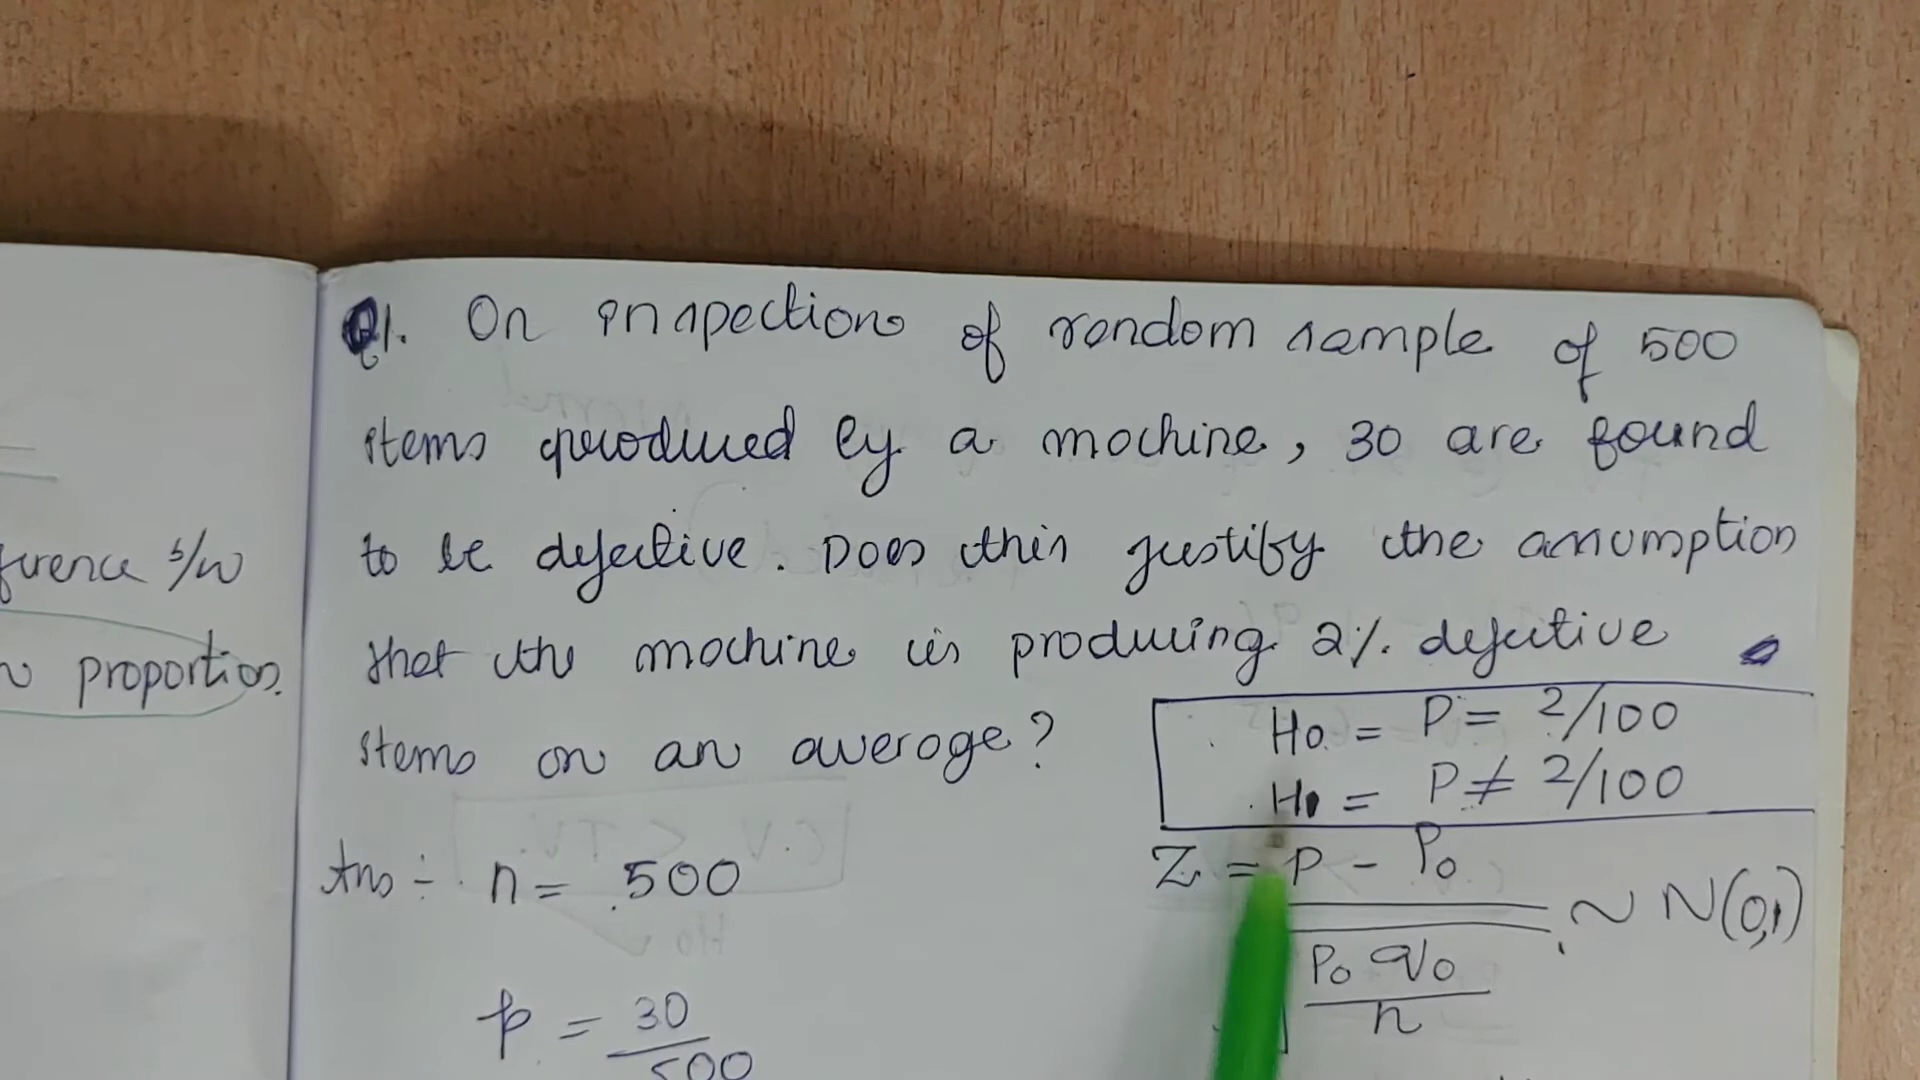 ference b/w
proportion.
Q1. On inspection of random sample of 500
items produced by a machine, 30 are found
to be defective. Does this justify the assumption
that the machine is producing 2% defective
items on an average?
H0 = P = 2/100
H1 = P ≠ 2/100
Ans ÷ n = 500
Z = P - P0
~ N(0,1)
P0 q0
n
p = 30
500